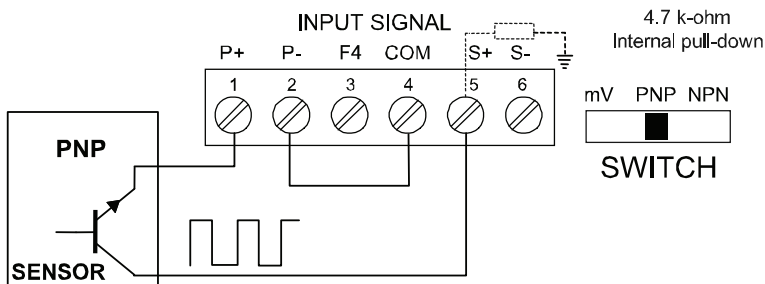 INPUT SIGNAL
P+ P- F4 COM S+ S-
1 2 3 4 5 6
4.7 k-ohm
Internal pull-down
mV PNP NPN
SWITCH
PNP
SENSOR